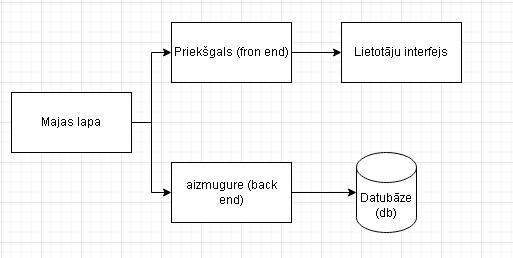 Priekšgals (fron end)
Lietotāju interfejs
Majas lapa
aizmugure (back
end)
Datubāze
(db)